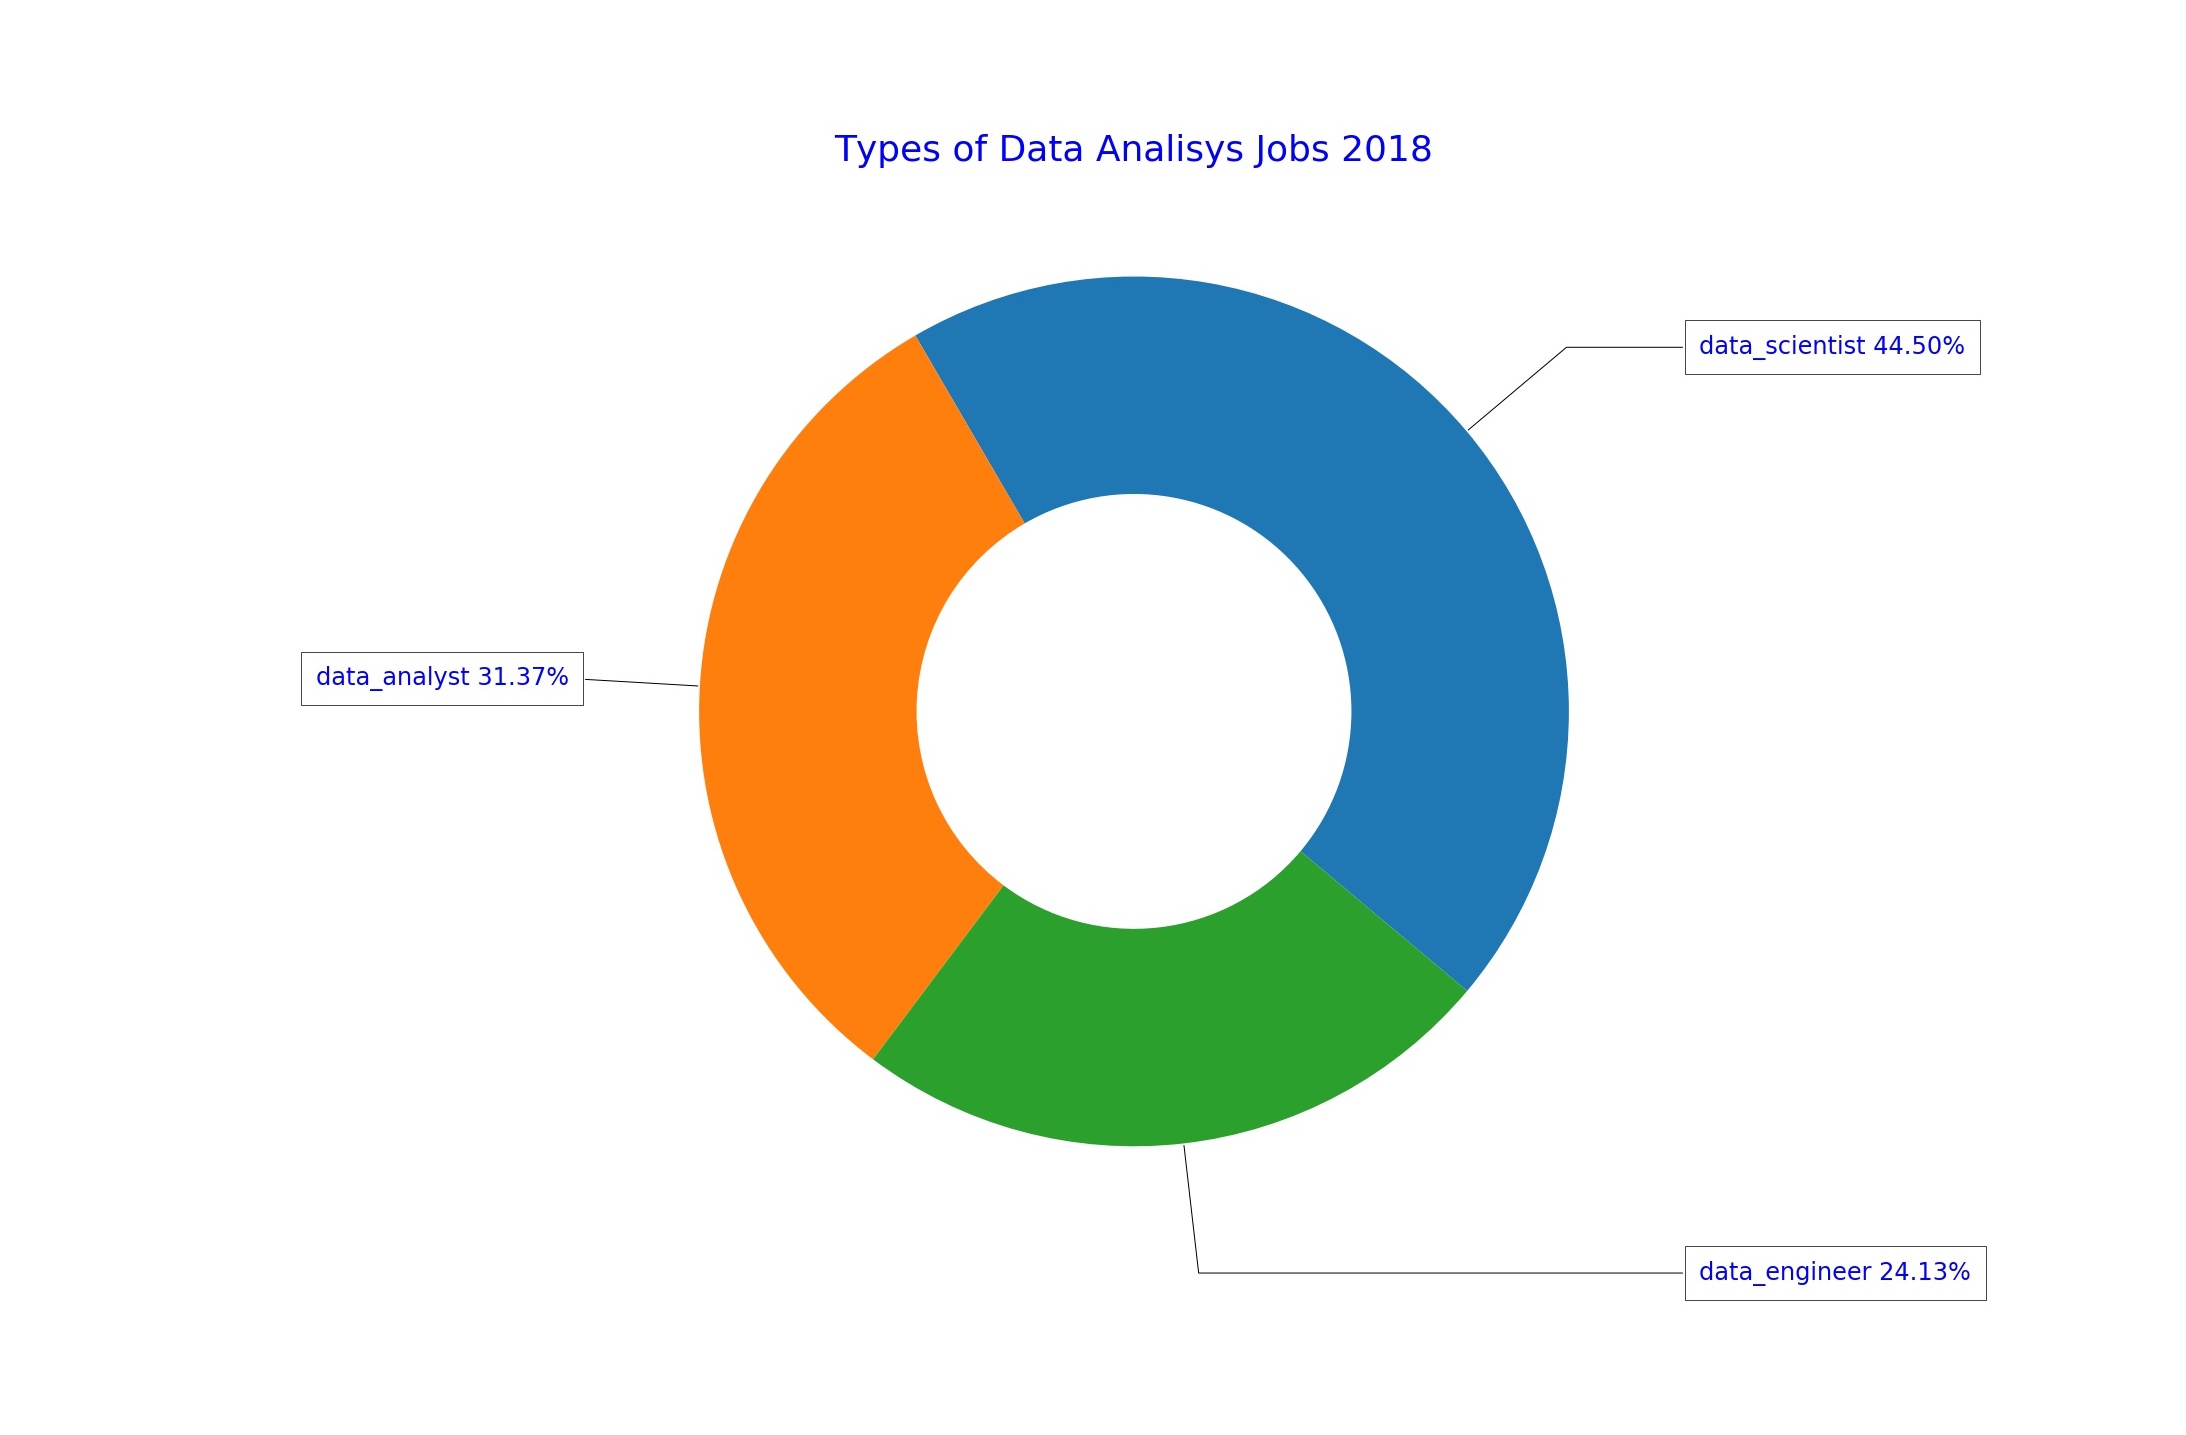 Types of Data Analisys Jobs 2018
data_scientist 44.50%
data_analyst 31.37%
data_engineer 24.13%